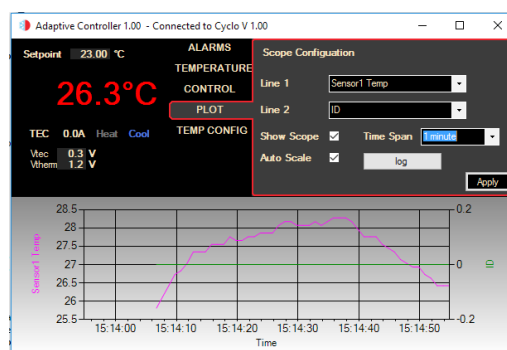 Adaptive Controller 1.00 - Connected to Cyclo V 1.00
Setpoint 23.00 °C
26.3°C
TEC 0.0A Heat Cool
Vtec 0.3 V
Vtherm 1.2 V
ALARMS
TEMPERATURE
CONTROL
PLOT
TEMP CONFIG
Scope Configuation
Line 1 Sensor1 Temp
Line 2 ID
Show Scope Time Span 1 minute
Auto Scale log
Apply
28.5
28
27.5
27
26.5
26
25.5
Sensor1 Temp
0.2
0
-0.2
ID
15:14:00 15:14:10 15:14:20 15:14:30 15:14:40 15:14:50
Time